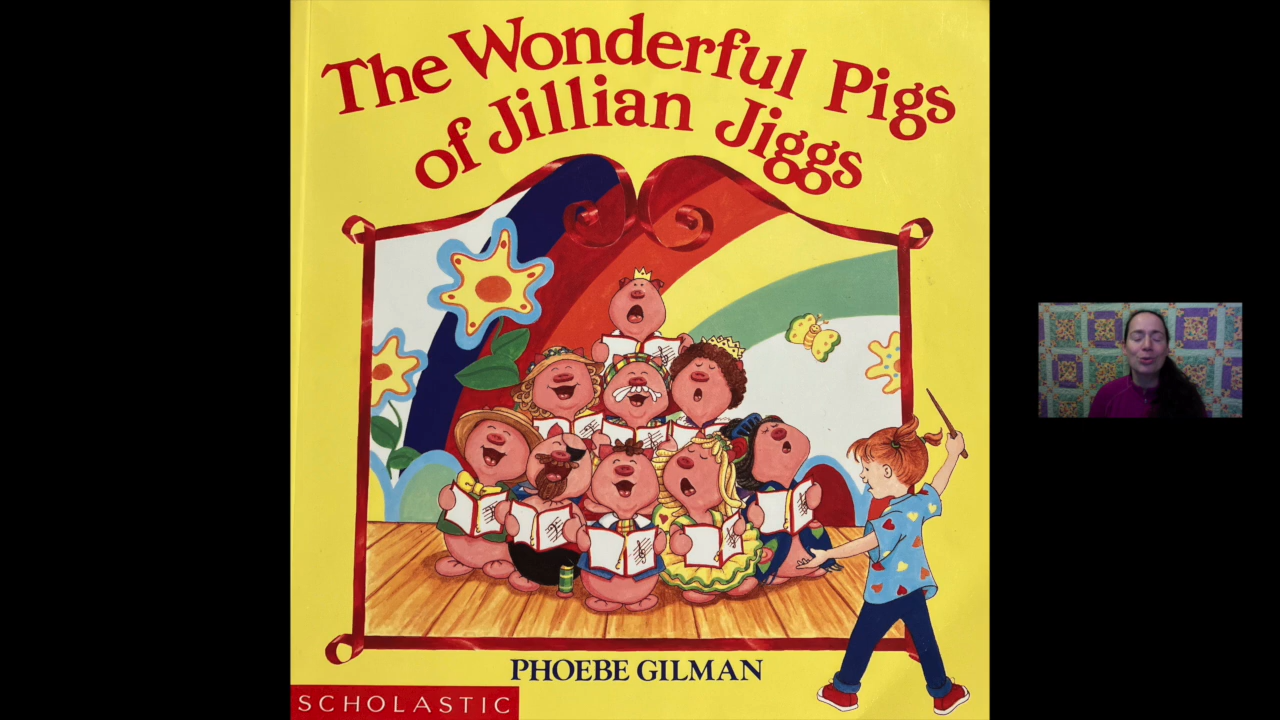 The Wonderful Pigs
of Jillian Jiggs
PHOEBE GILMAN
SCHOLASTIC